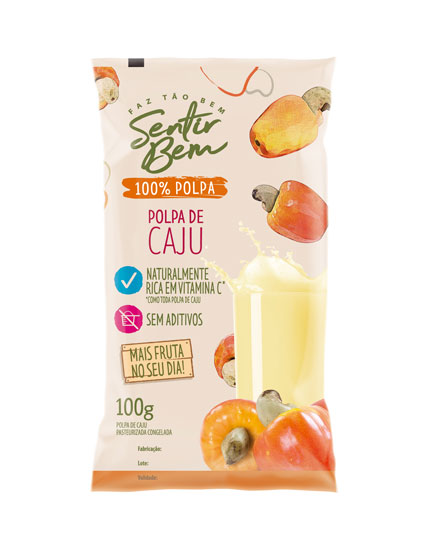 FAZ TÃO BEM
Sentir
Bem
100% POLPA
POLPA DE
CAJU
NATURALMENTE
RICA EM VITAMINA C*
*COMO TODA POLPA DE CAJU
SEM ADITIVOS
MAIS FRUTA
NO SEU DIA!
100g
POLPA DE CAJU
PASTEURIZADA CONGELADA
Fabricação:
Lote:
Validade: